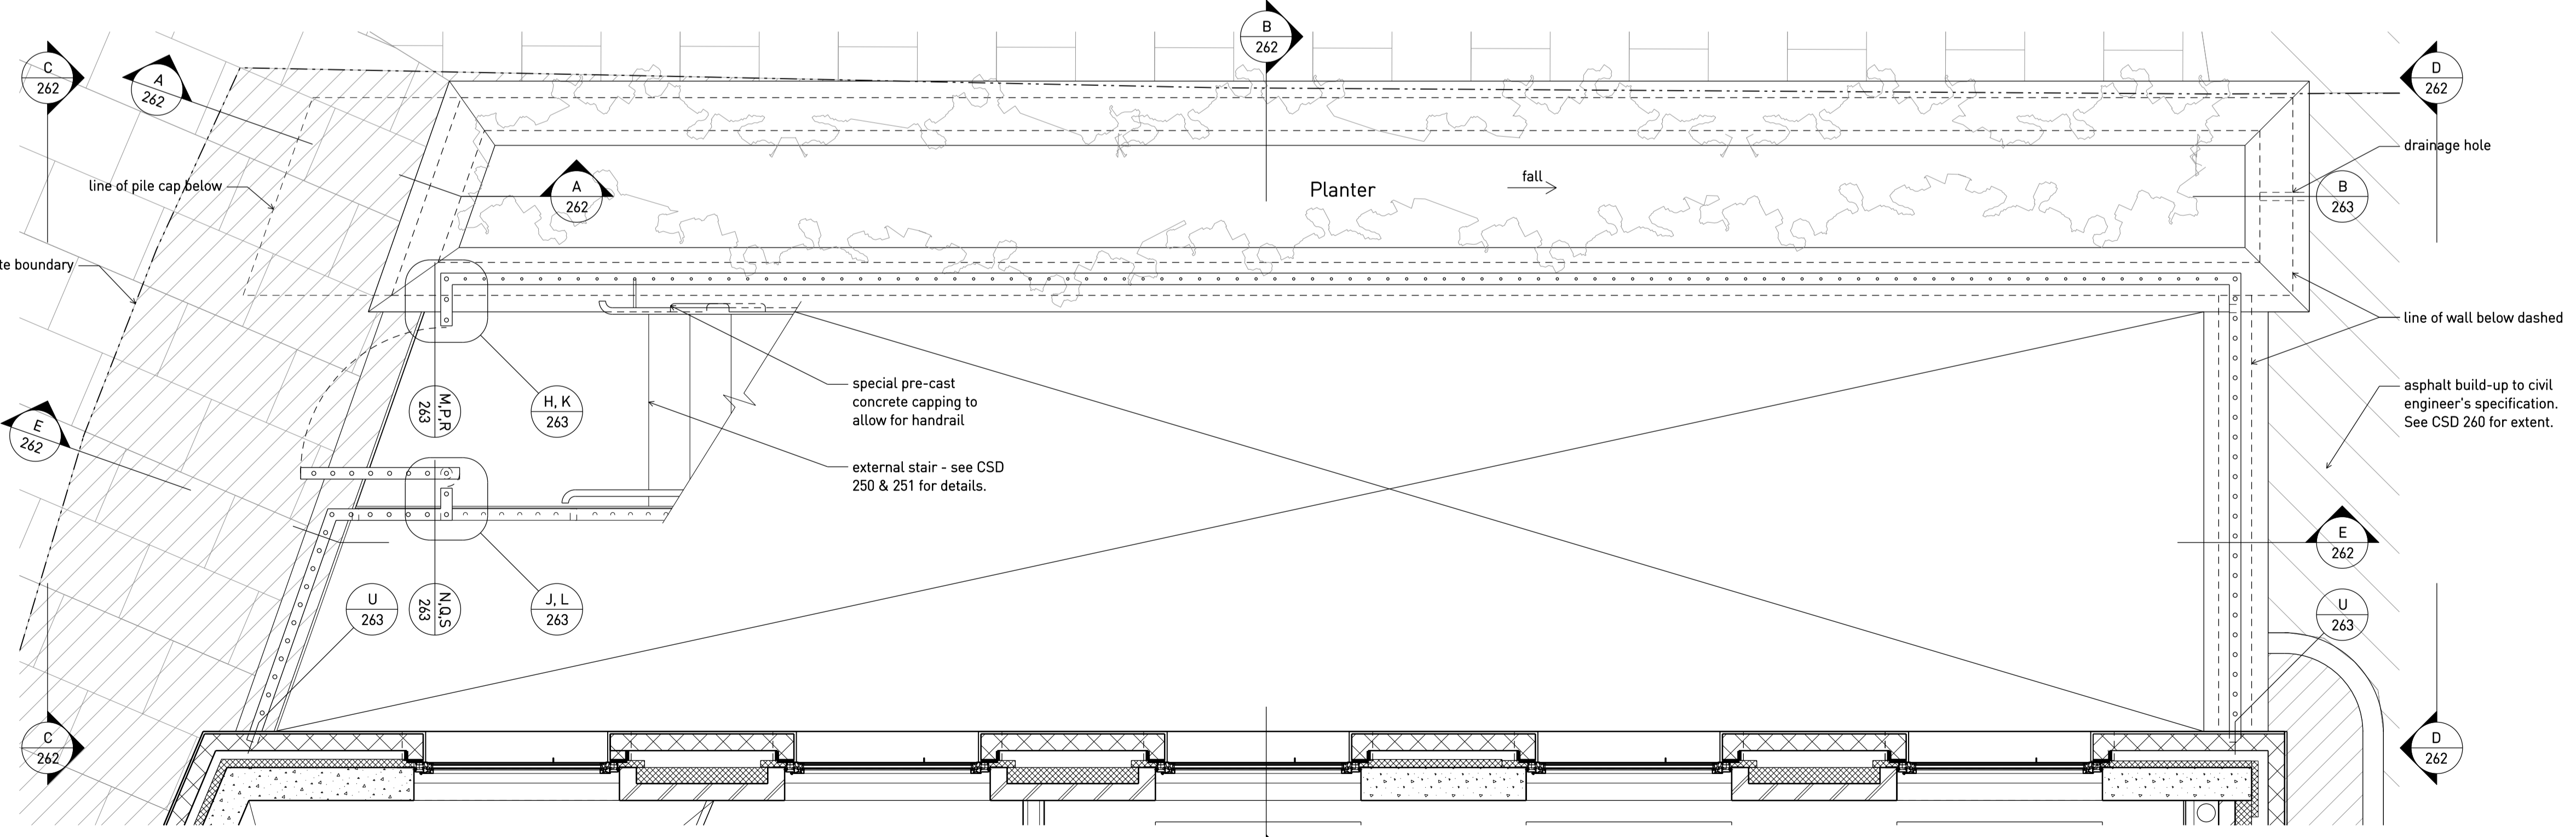 B
262
C
262
A
262
D
262
drainage hole
line of pile cap below
A
262
Planter
fall
B
263
te boundary
line of wall below dashed
special pre-cast
concrete capping to
allow for handrail
M,P,R
263
H, K
263
asphalt build-up to civil
engineer's specification.
See CSD 260 for extent.
E
262
external stair - see CSD
250 & 251 for details.
E
262
U
263
N,Q,S
263
J, L
263
U
263
C
262
D
262